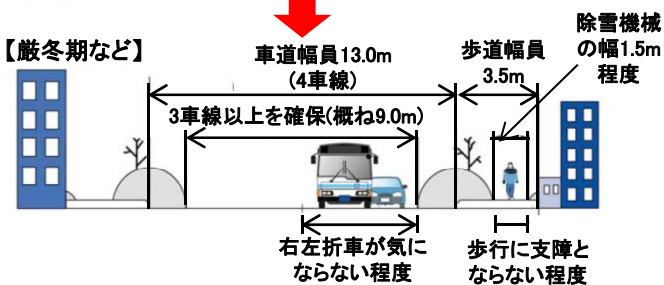 【厳冬期など】
車道幅員13.0m
(4車線)
歩道幅員
3.5m
除雪機械
の幅1.5m
程度
3車線以上を確保(概ね9.0m)
右左折車が気に
ならない程度
歩行に支障と
ならない程度